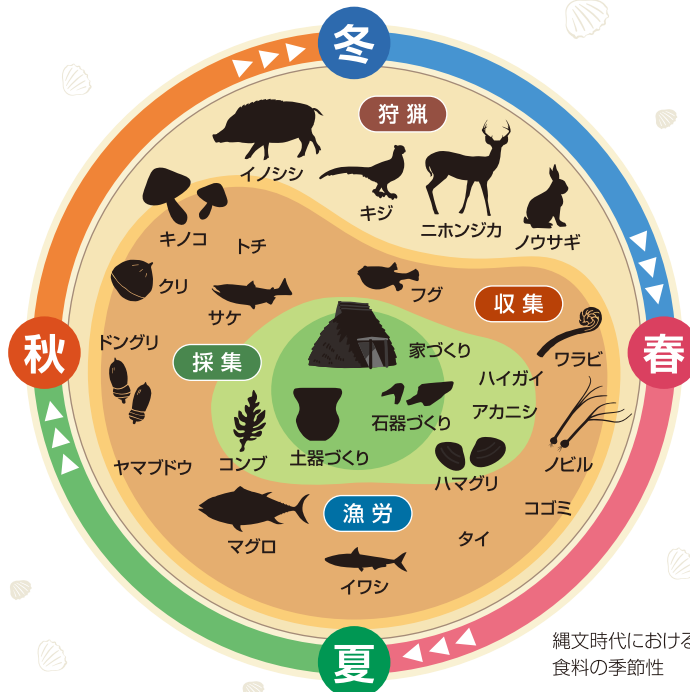 冬
狩猟
イノシシ
キジ
ニホンジカ
ノウサギ
キノコ
トチ
クリ
サケ
フグ
収集
ワラビ
秋
春
ドングリ
採集
家づくり
ハイガイ
アカニシ
石器づくり
土器づくり
コンブ
ヤマブドウ
ハマグリ
ノビル
コゴミ
漁労
マグロ
タイ
イワシ
夏
縄文時代における
食料の季節性